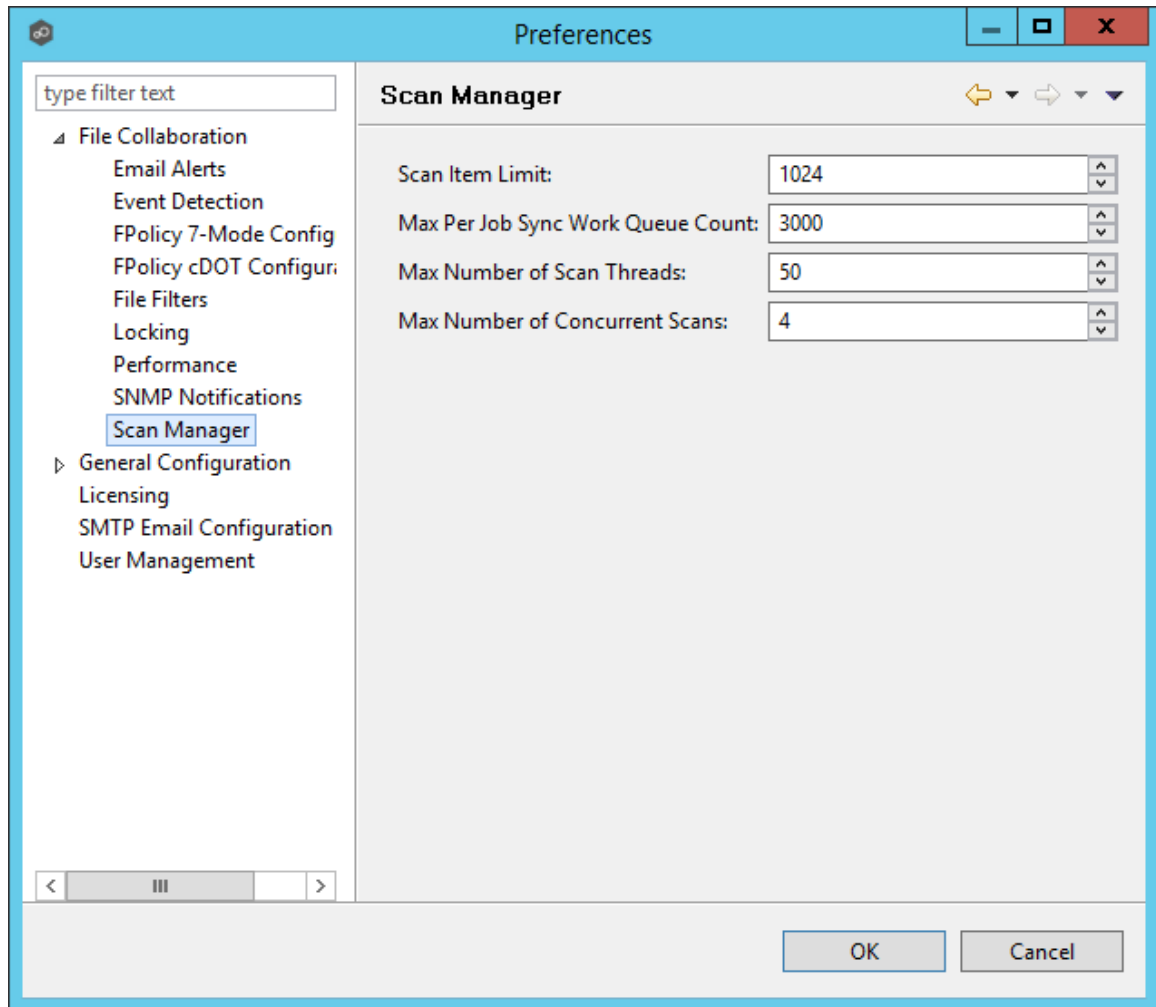 Preferences
type filter text
File Collaboration
Email Alerts
Event Detection
FPolicy 7-Mode Config
FPolicy cDOT Configur
File Filters
Locking
Performance
SNMP Notifications
Scan Manager
General Configuration
Licensing
SMTP Email Configuration
User Management
Scan Manager
Scan Item Limit: 1024
Max Per Job Sync Work Queue Count: 3000
Max Number of Scan Threads: 50
Max Number of Concurrent Scans: 4
OK Cancel